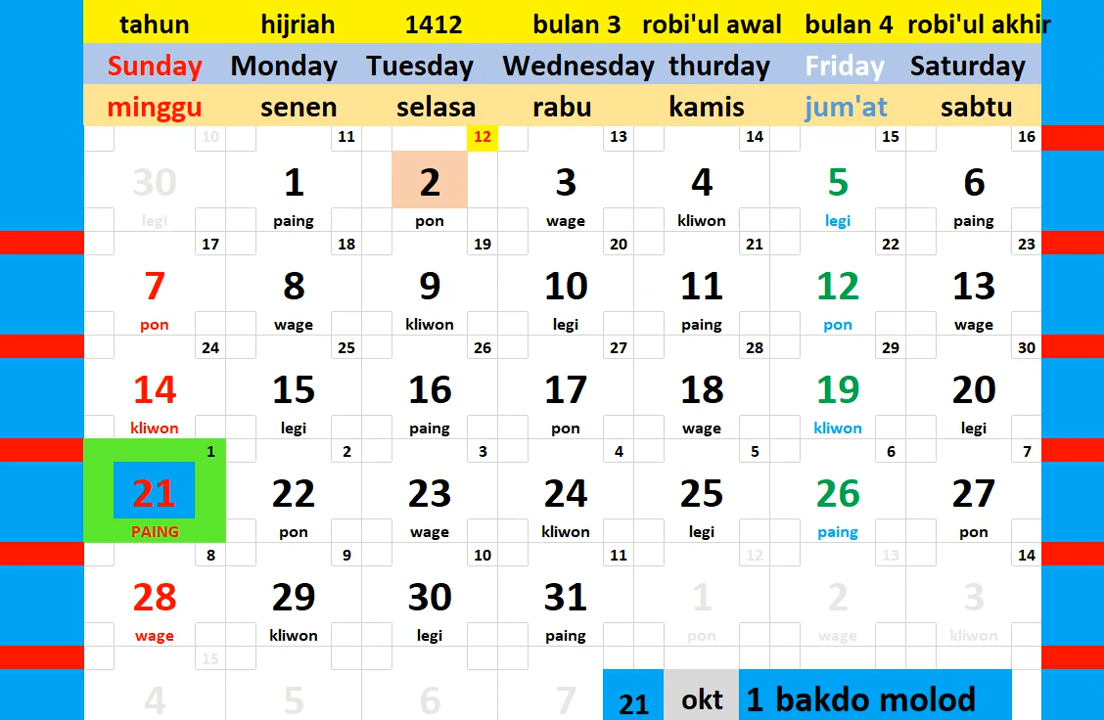 tahun hijriah 1412 bulan 3 robi'ul awal bulan 4 robi'ul akhir
Sunday Monday Tuesday Wednesday thurday Friday Saturday
minggu senen selasa rabu kamis jum'at sabtu
10 11 12 13 14 15 16
30 1 2 3 4 5 6
legi paing pon wage kliwon legi paing
17 18 19 20 21 22 23
7 8 9 10 11 12 13
pon wage kliwon legi paing pon wage
24 25 26 27 28 29 30
14 15 16 17 18 19 20
kliwon legi paing pon wage kliwon legi
1 2 3 4 5 6 7
21 22 23 24 25 26 27
PAING pon wage kliwon legi paing pon
8 9 10 11 12 13 14
28 29 30 31 1 2 3
wage kliwon legi paing pon wage kliwon
15
4 5 6 7 21 okt 1 bakdo molod